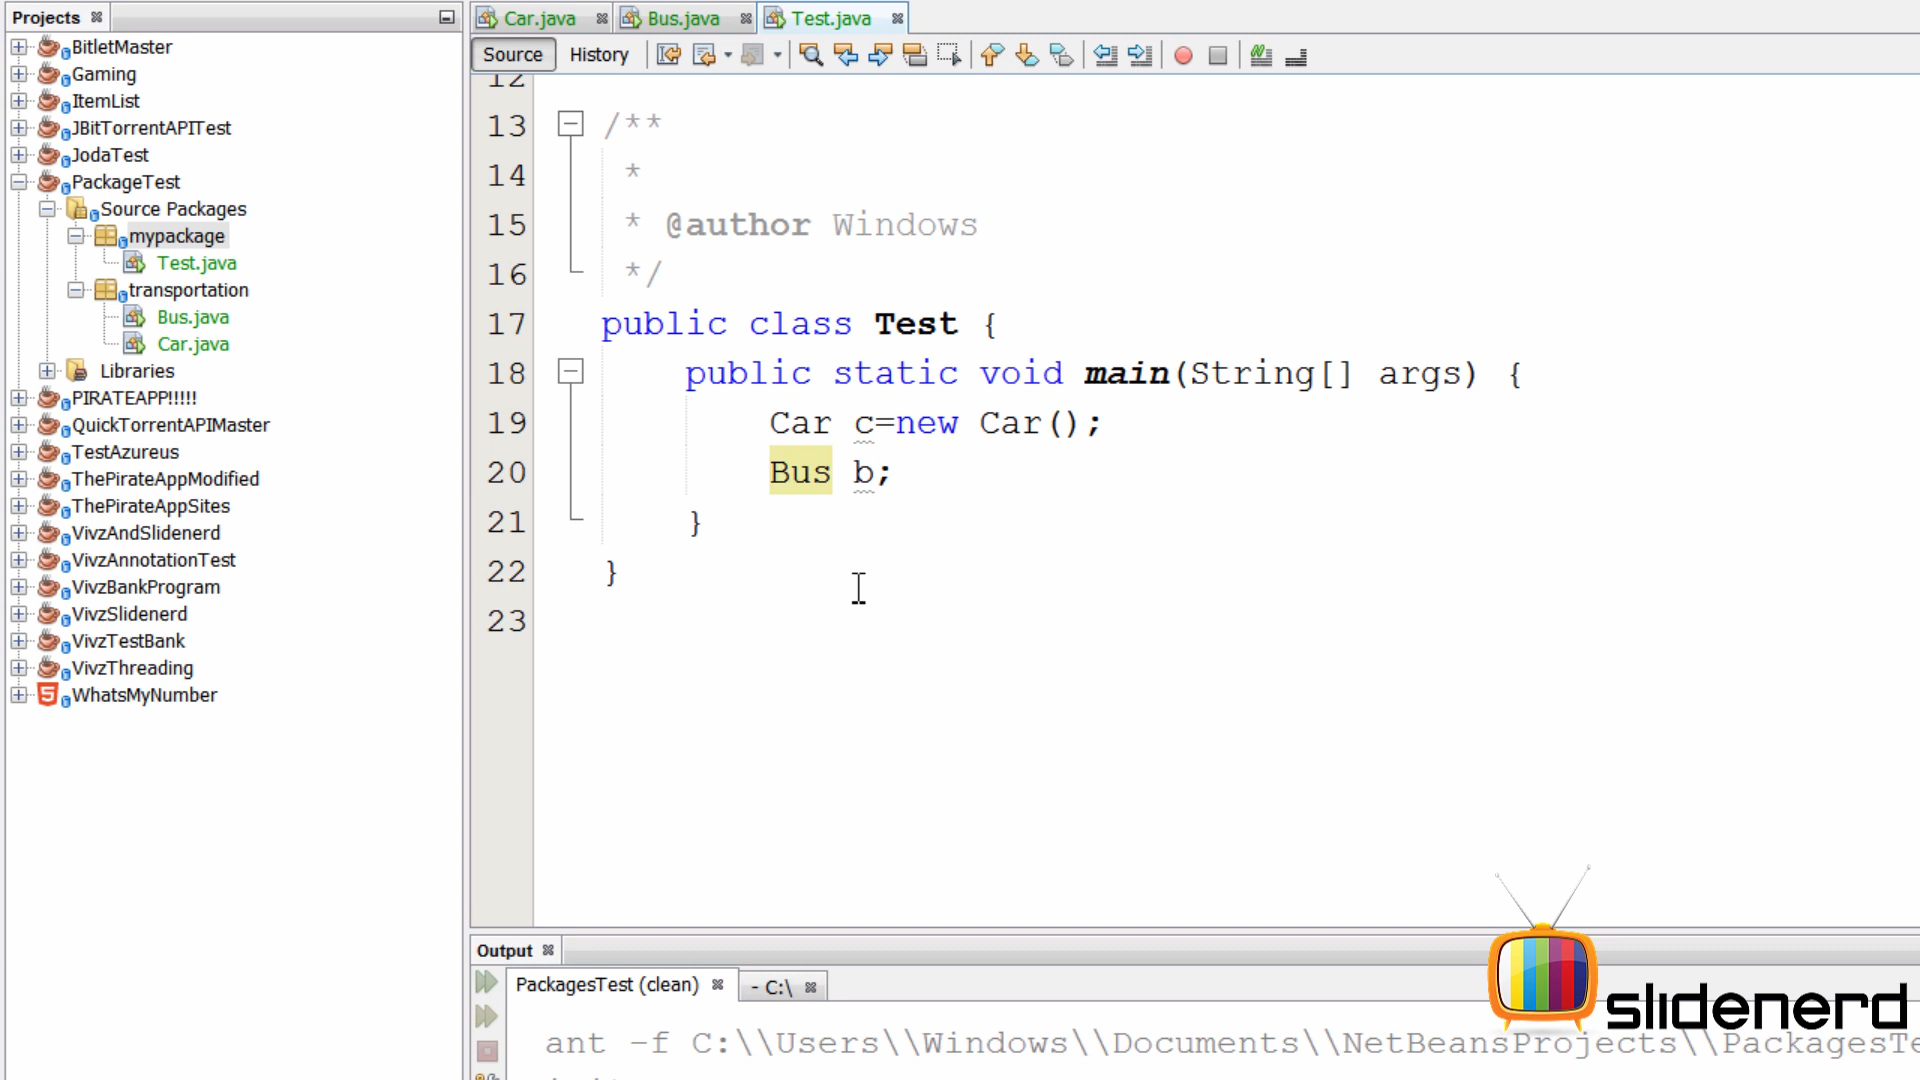 Projects
BitletMaster
Gaming
ItemList
JBitTorrentAPITest
JodaTest
PackageTest
Source Packages
mypackage
Test.java
transportation
Bus.java
Car.java
Libraries
PIRATEAPP!!!!!
QuickTorrentAPIMaster
TestAzureus
ThePirateAppModified
ThePirateAppSites
VivzAndSlidenerd
VivzAnnotationTest
VivzBankProgram
VivzSlidenerd
VivzTestBank
VivzThreading
WhatsMyNumber
Car.java Bus.java Test.java
Source History
12
13 /**
14 *
15 * @author Windows
16 */
17 public class Test {
18 public static void main(String[] args) {
19 Car c=new Car();
20 Bus b;
21 }
22 }
23
Output
PackagesTest (clean) - C:\
ant -f C:\\Users\\Windows\\Documents\\NetBeansProjects\\PackagesTe
slidenerd